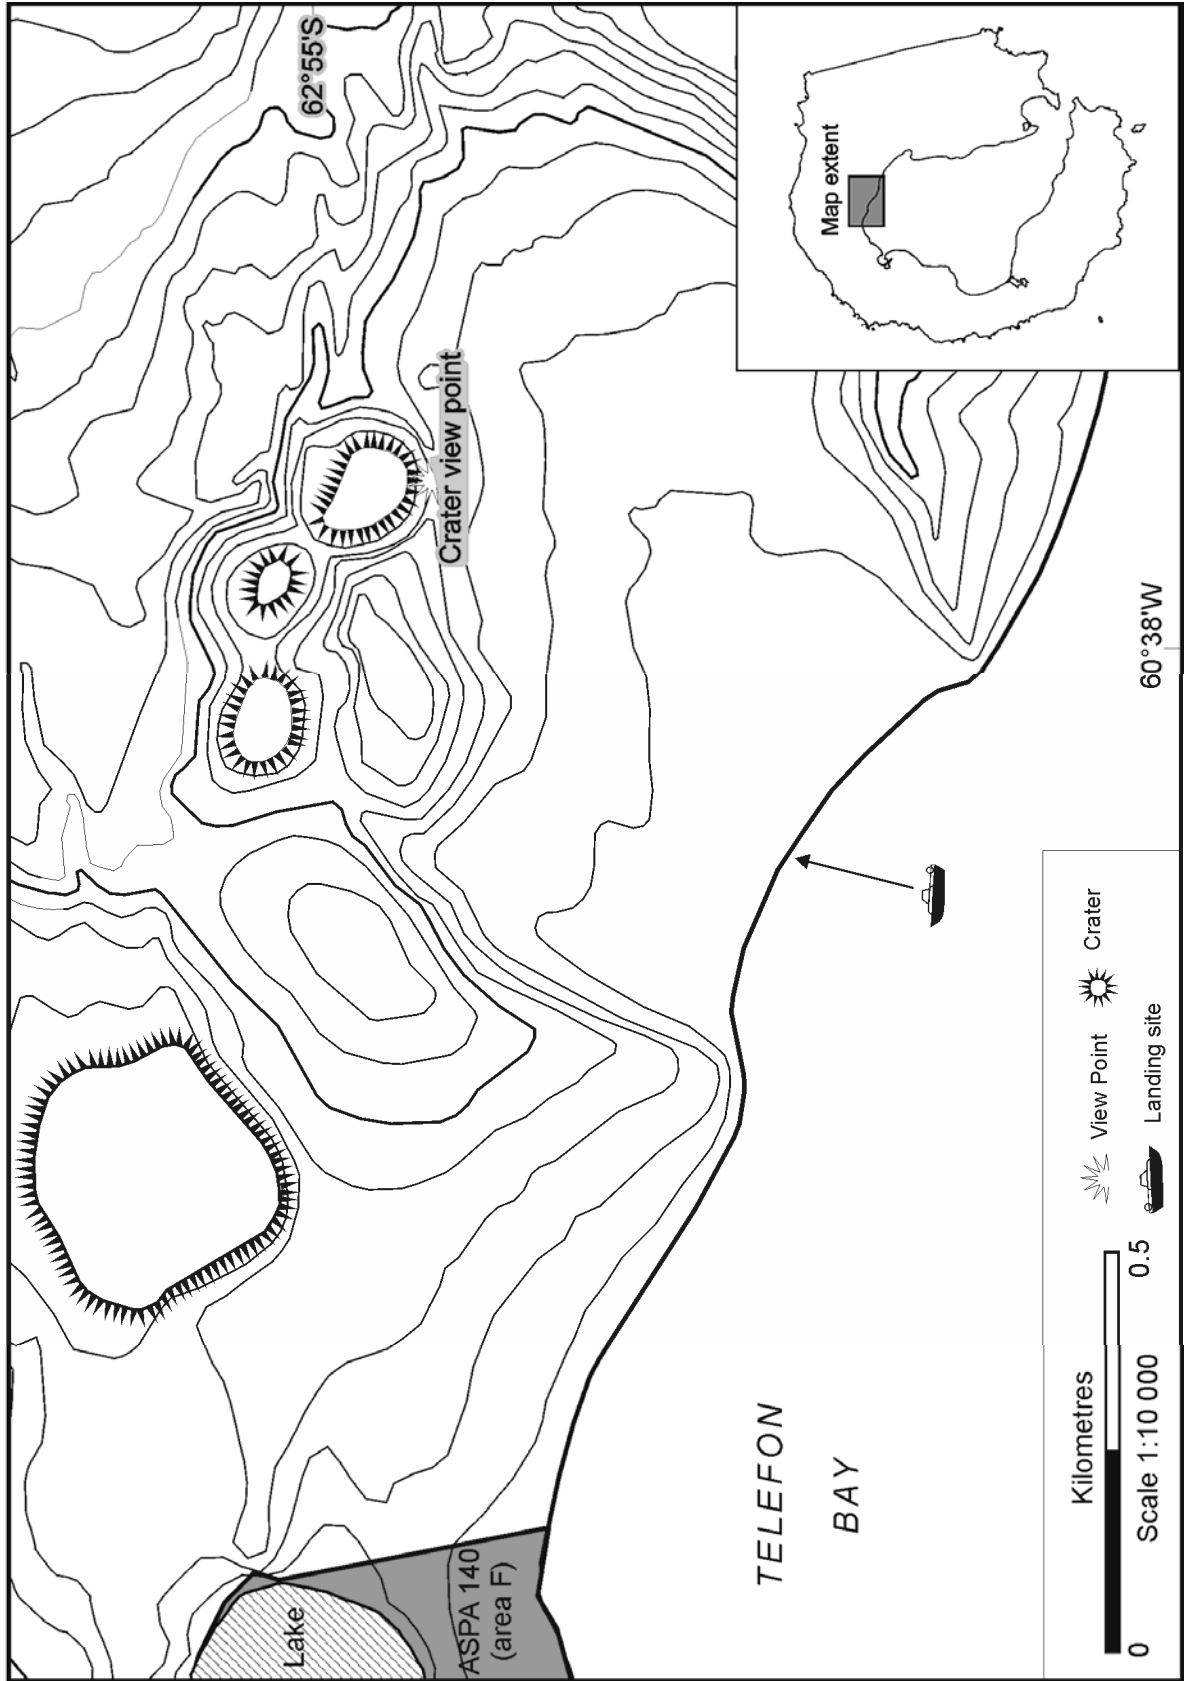 62°55'S
Map extent
Crater view point
60°38'W
Lake
ASPA 140
(area F)
TELEFON
BAY
Kilometres
0
0.5
Scale 1:10 000
View Point
Crater
Landing site